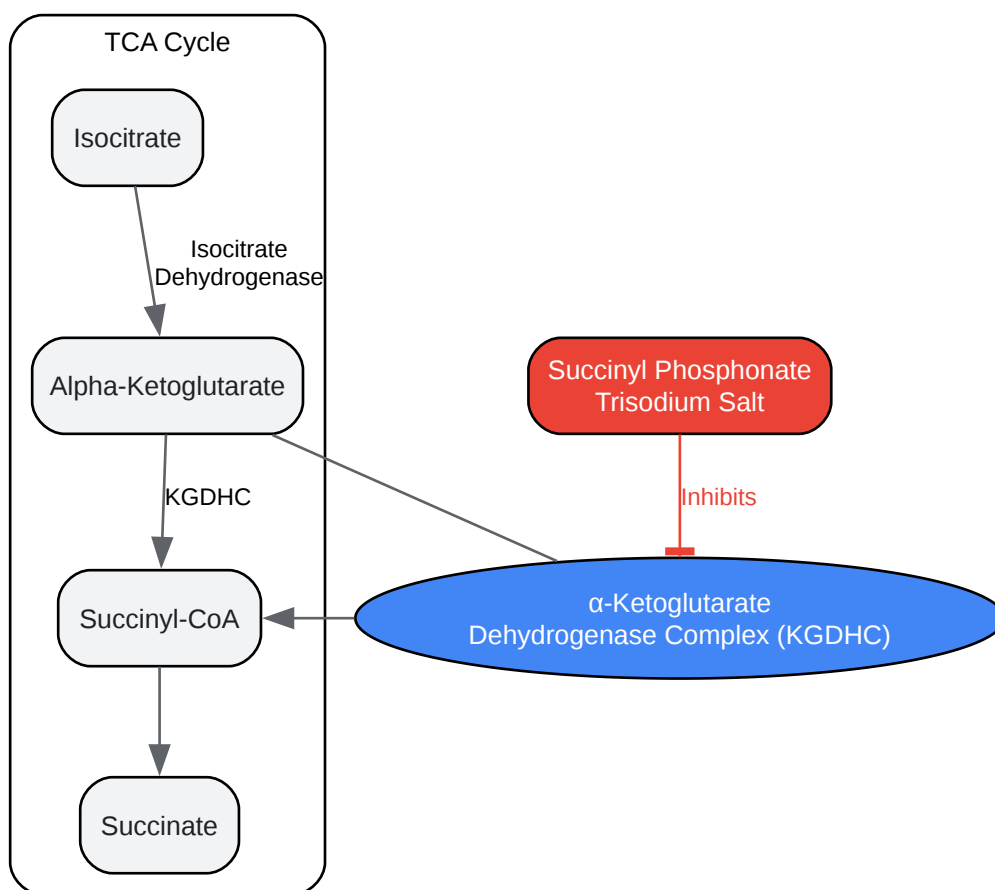 TCA Cycle
Isocitrate
Isocitrate
Dehydrogenase
Alpha-Ketoglutarate
Succinyl Phosphonate
Trisodium Salt
KGDHC
Inhibits
Succinyl-CoA
α-Ketoglutarate
Dehydrogenase Complex (KGDHC)
Succinate